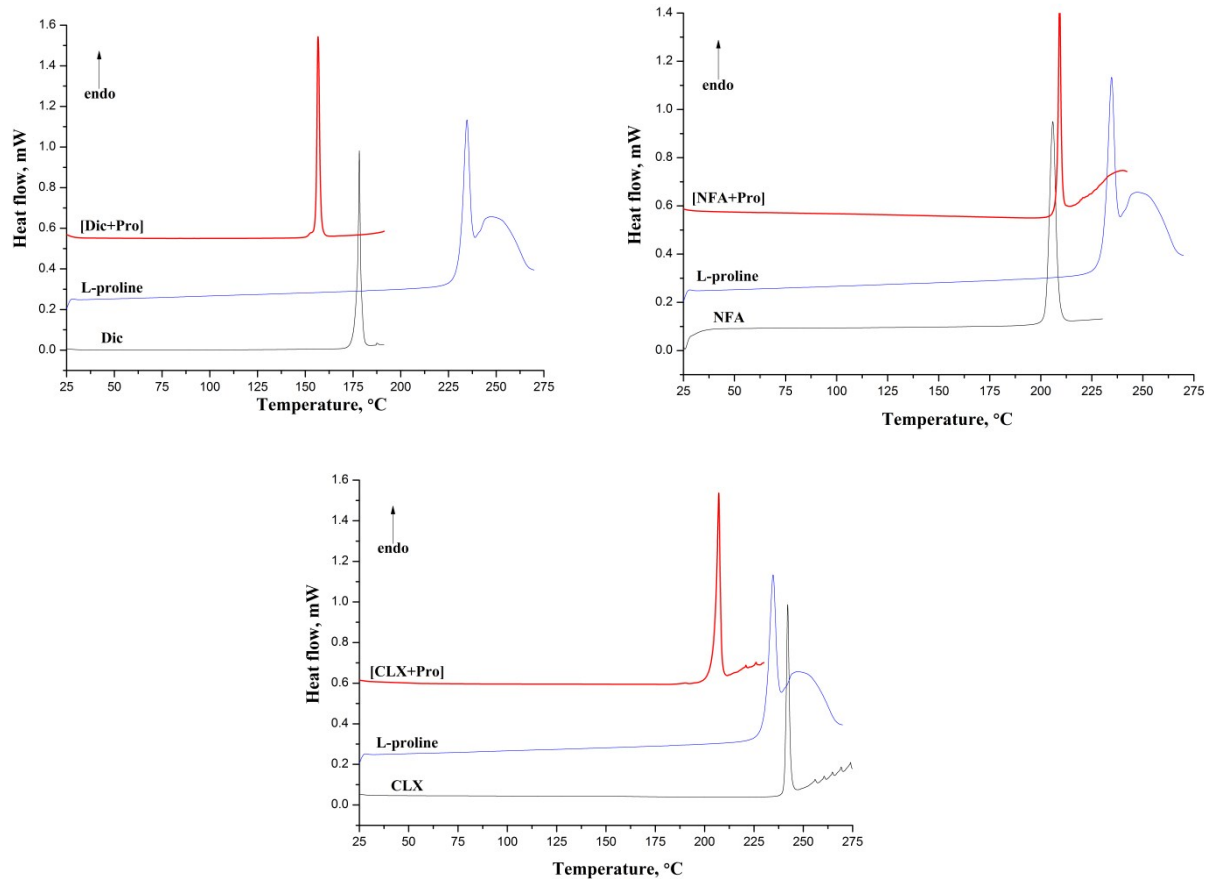 1.6
1.4
1.2
1.0
0.8
0.6
0.4
0.2
0.0
Heat flow, mW
endo
[Dic+Pro]
L-proline
Dic
25 50 75 100 125 150 175 200 225 250 275
Temperature, °C
1.4
1.2
1.0
0.8
0.6
0.4
0.2
0.0
Heat flow, mW
endo
[NFA+Pro]
L-proline
NFA
25 50 75 100 125 150 175 200 225 250 275
Temperature, °C
1.6
1.4
1.2
1.0
0.8
0.6
0.4
0.2
0.0
Heat flow, mW
endo
[CLX+Pro]
L-proline
CLX
25 50 75 100 125 150 175 200 225 250 275
Temperature, °C